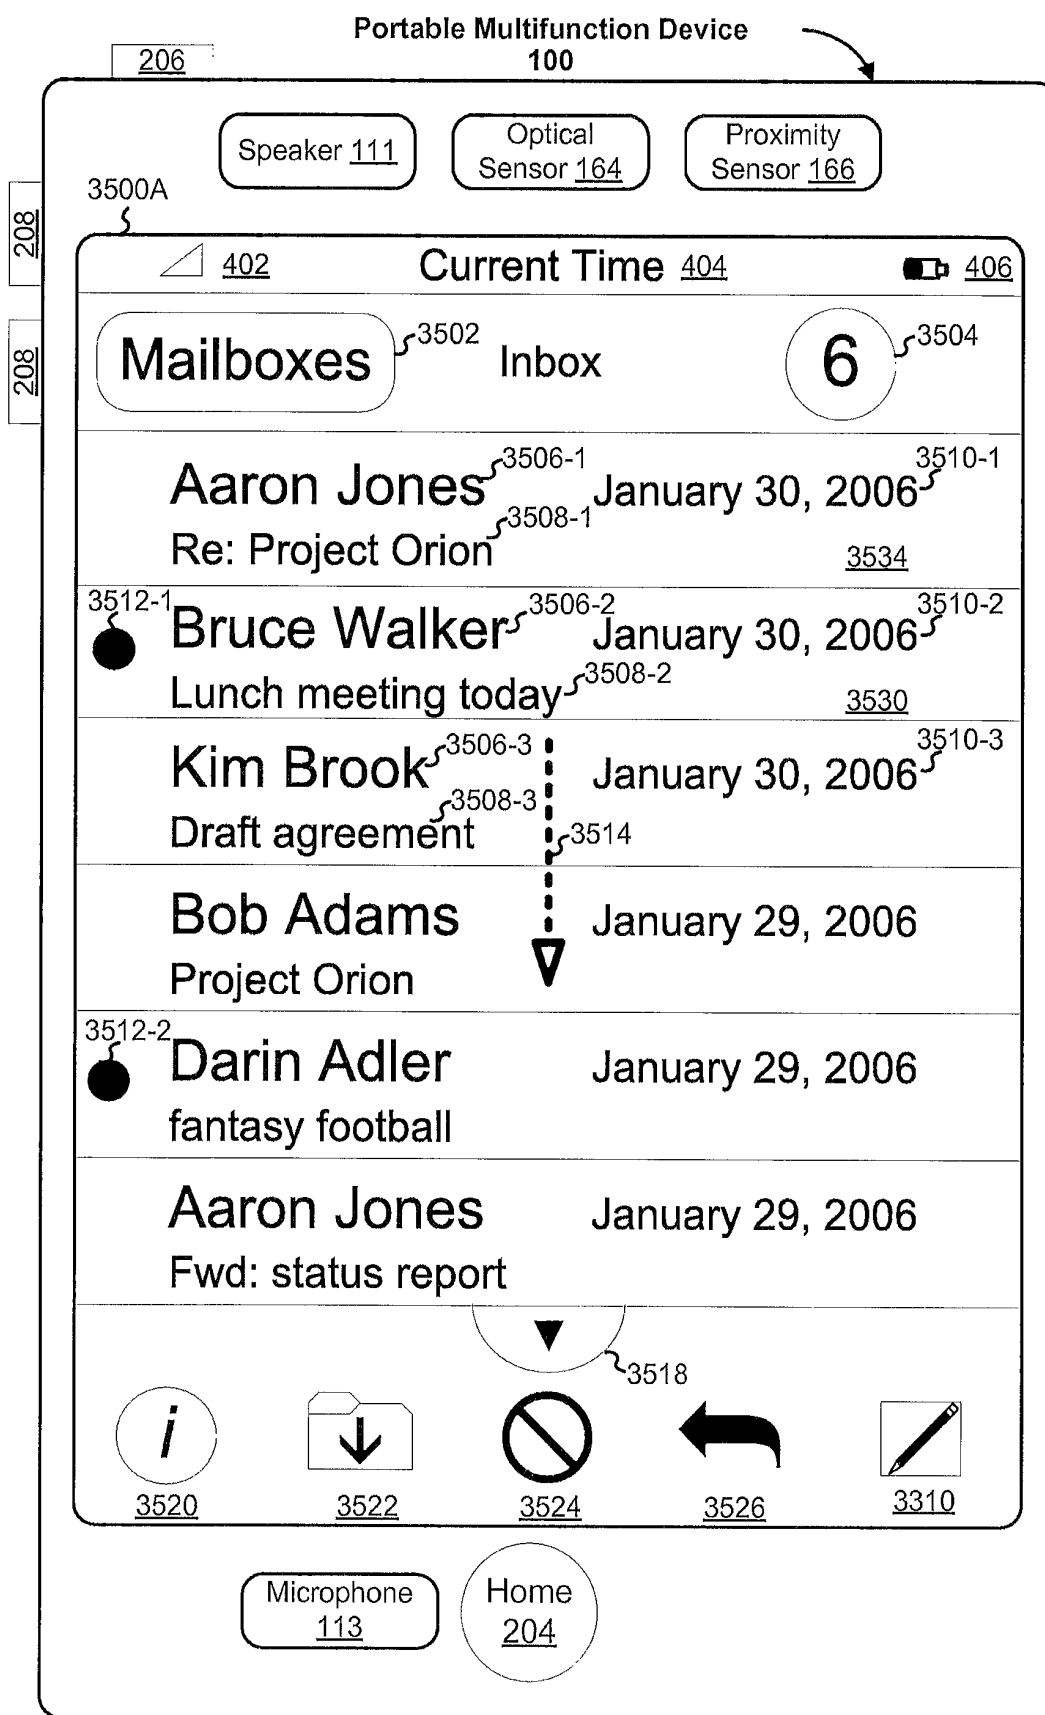 Portable Multifunction Device
100
206
Speaker 111
Optical
Sensor 164
Proximity
Sensor 166
3500A
208
208
402
Current Time 404
406
Mailboxes
3502
Inbox
6
3504
Aaron Jones
3506-1
January 30, 2006
3510-1
Re: Project Orion
3508-1
3534
3512-1
Bruce Walker
3506-2
January 30, 2006
3510-2
Lunch meeting today
3508-2
3530
Kim Brook
3506-3
January 30, 2006
3510-3
Draft agreement
3508-3
3514
Bob Adams
January 29, 2006
Project Orion
3512-2
Darin Adler
January 29, 2006
fantasy football
Aaron Jones
January 29, 2006
Fwd: status report
3518
i
3520
3522
3524
3526
3310
Microphone
113
Home
204